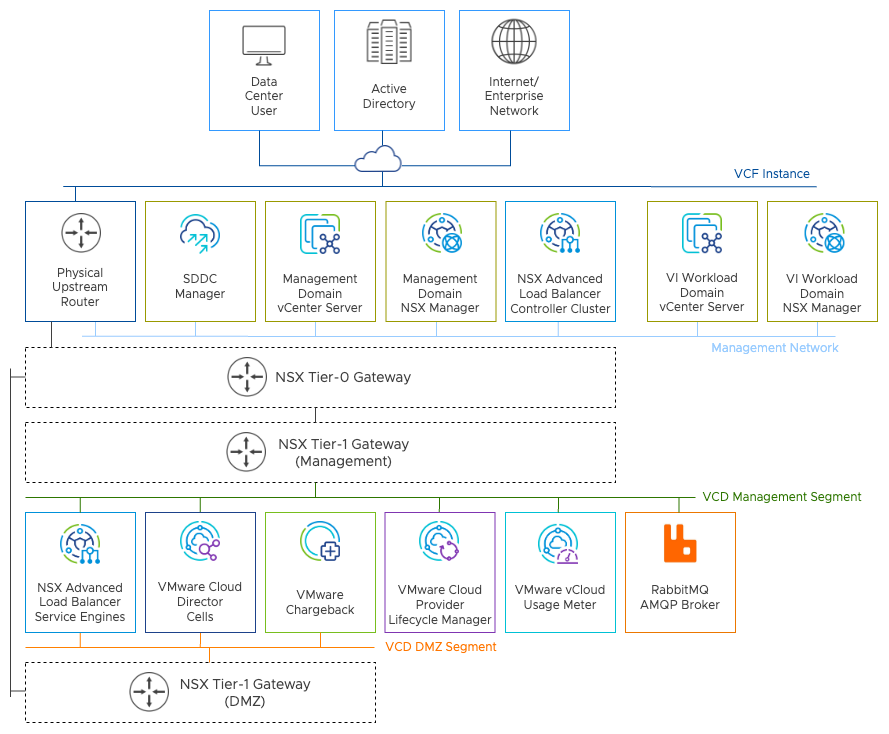 Data
Center
User
Active
Directory
Internet/
Enterprise
Network
VCF Instance
Physical
Upstream
Router
SDDC
Manager
Management
Domain
vCenter Server
Management
Domain
NSX Manager
NSX Advanced
Load Balancer
Controller Cluster
VI Workload
Domain
vCenter Server
VI Workload
Domain
NSX Manager
Management Network
NSX Tier-0 Gateway
NSX Tier-1 Gateway
(Management)
VCD Management Segment
NSX Advanced
Load Balancer
Service Engines
VMware Cloud
Director
Cells
VMware
Chargeback
VMware Cloud
Provider
Lifecycle Manager
VMware vCloud
Usage Meter
RabbitMQ
AMQP Broker
VCD DMZ Segment
NSX Tier-1 Gateway
(DMZ)